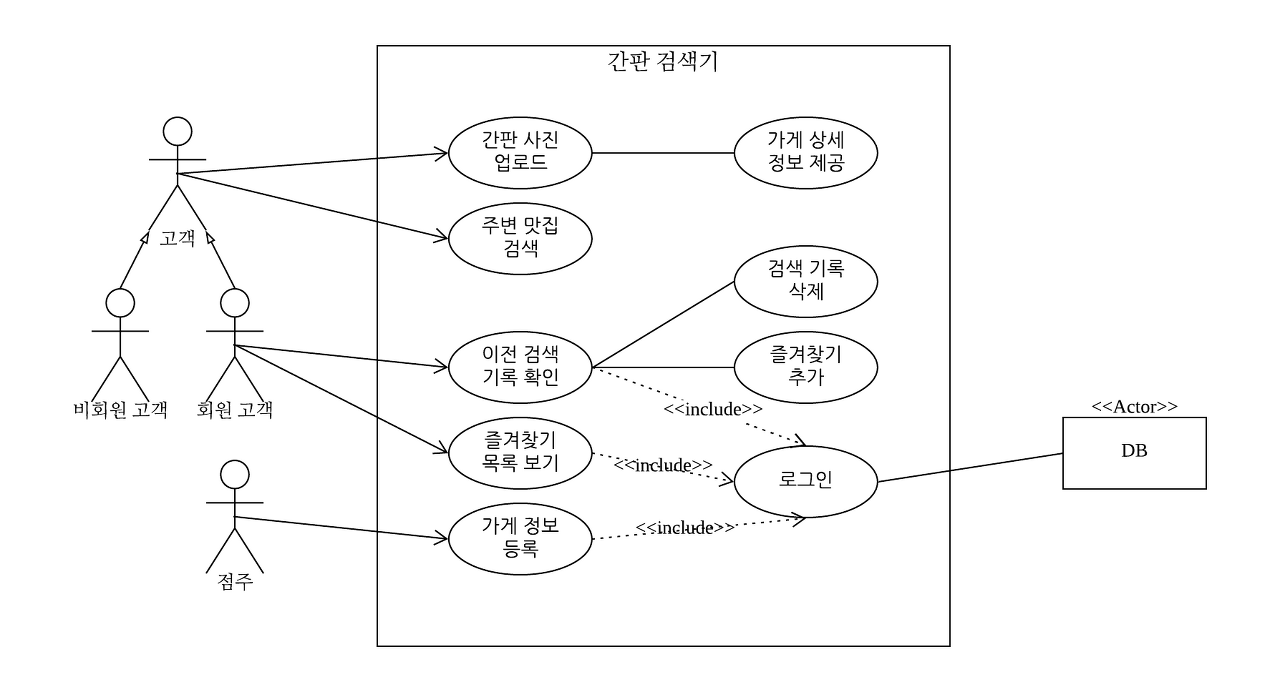 간판 검색기
간판 사진
업로드
가게 상세
정보 제공
주변 맛집
검색
고객
검색 기록
삭제
이전 검색
기록 확인
즐겨찾기
추가
비회원 고객
회원 고객
<<include>>
<<Actor>>
DB
즐겨찾기
목록 보기
<<include>>
로그인
가게 정보
등록
<<include>>
점주